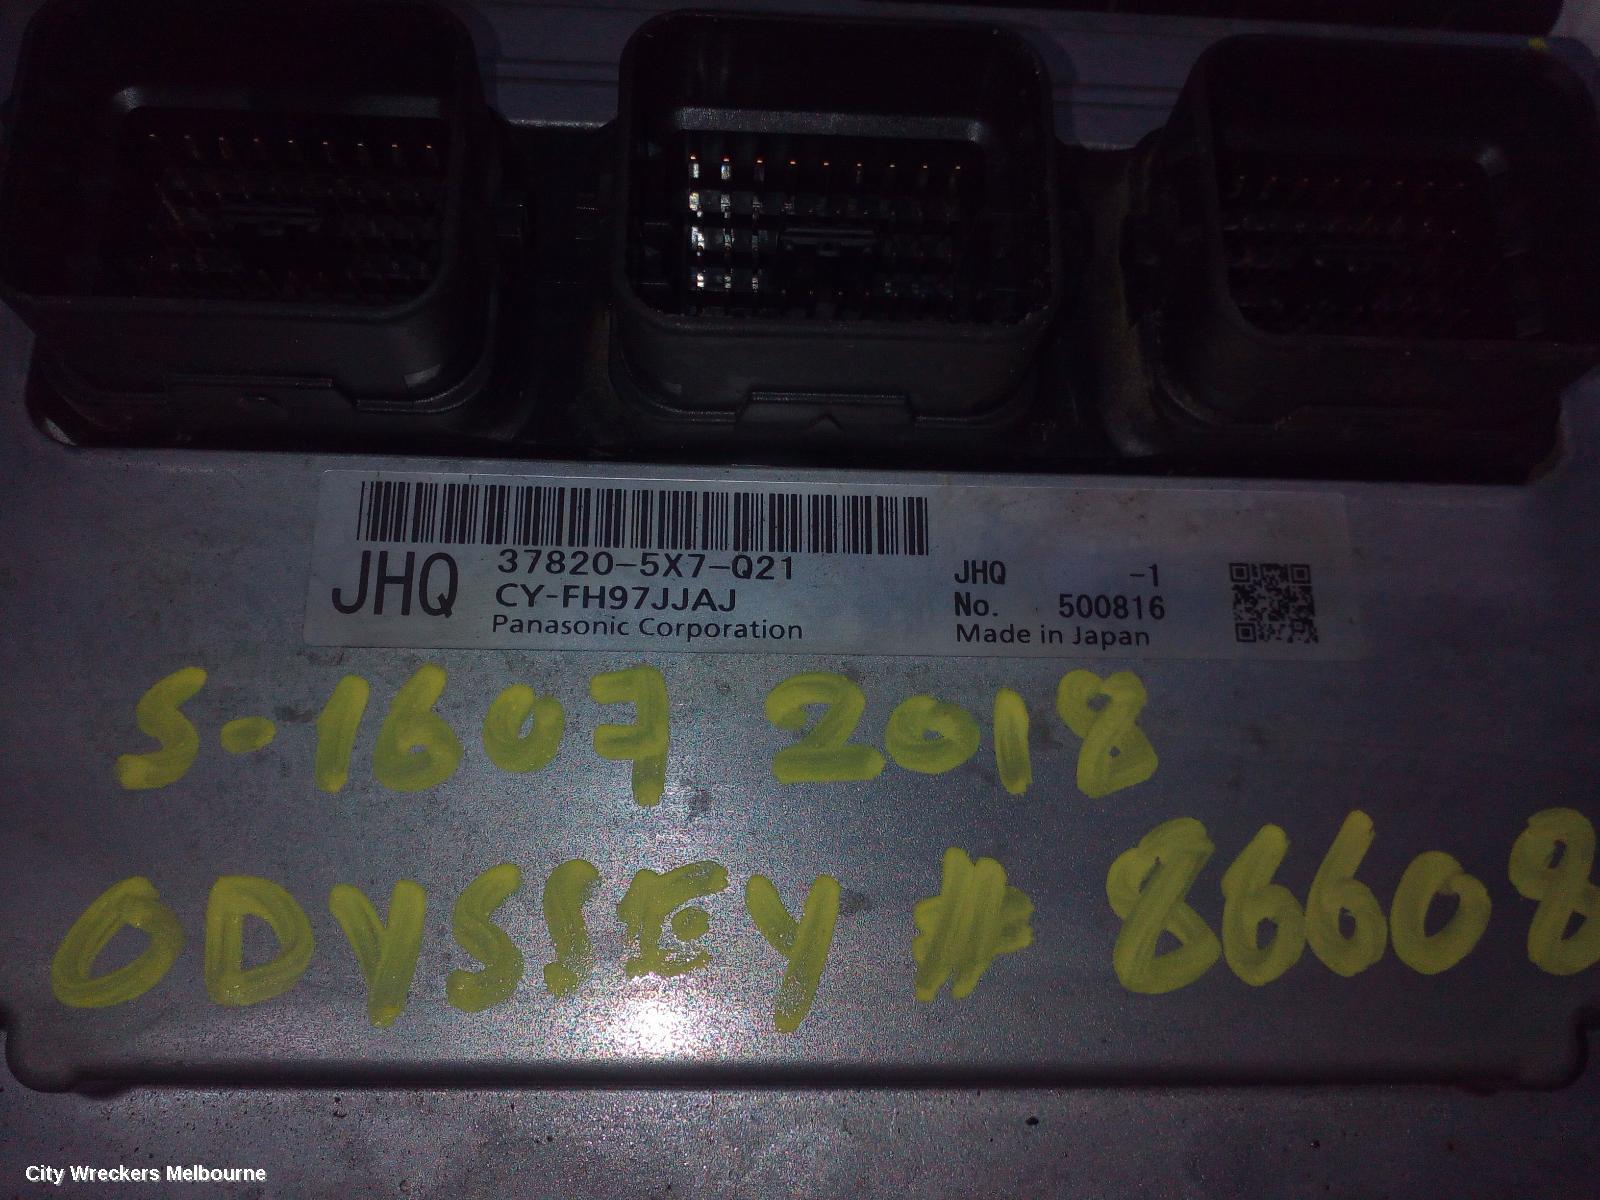 JHQ
37820-5X7-Q21
CY-FH97JJAJ
Panasonic Corporation
JHQ -1
No. 500816
Made in Japan
S-1607 2018
ODYSSEY # 86608
City Wreckers Melbourne